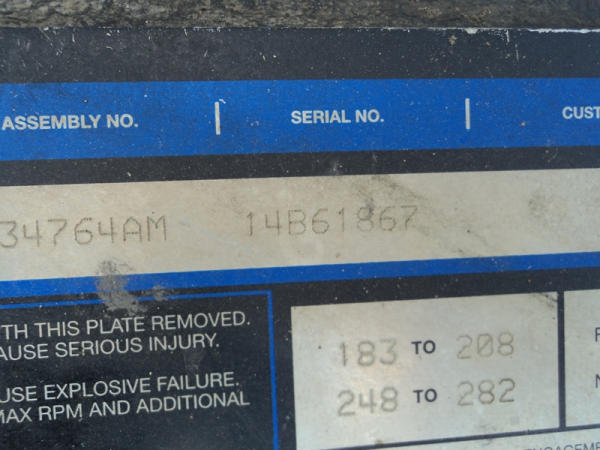 ASSEMBLY NO. | SERIAL NO. | CUST
34764AM 14B61867
TH THIS PLATE REMOVED.
AUSE SERIOUS INJURY.
USE EXPLOSIVE FAILURE.
MAX RPM AND ADDITIONAL
183 TO 208
248 TO 282